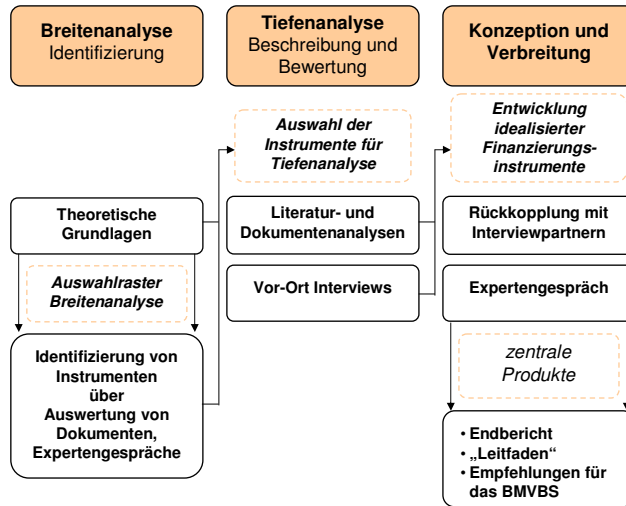 Breitenanalyse
Identifizierung
Tiefenanalyse
Beschreibung und
Bewertung
Konzeption und
Verbreitung
Auswahl der
Instrumente für
Tiefenanalyse
Entwicklung
idealisierter
Finanzierungs-
instrumente
Theoretische
Grundlagen
Literatur- und
Dokumentenanalysen
Rückkopplung mit
Interviewpartnern
Auswahlraster
Breitenanalyse
Vor-Ort Interviews
Expertengespräch
Identifizierung von
Instrumenten
über
Auswertung von
Dokumenten,
Expertengespräche
zentrale
Produkte
• Endbericht
• „Leitfaden“
• Empfehlungen für
das BMVBS